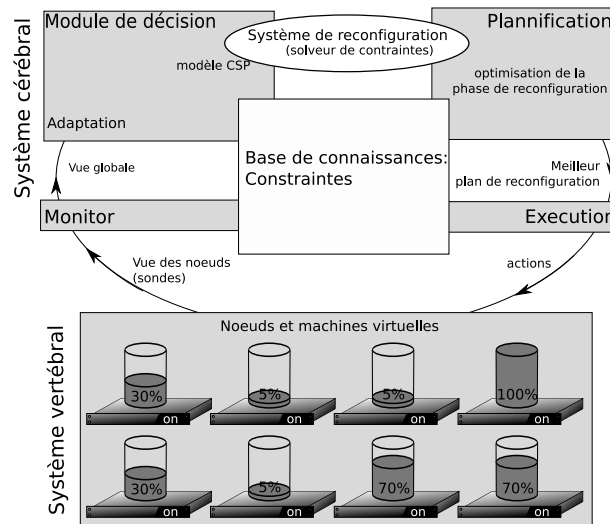 Module de décision
Système de reconfiguration
(solveur de contraintes)
Plannification
modèle CSP
optimisation de la
phase de reconfiguration
Adaptation
Système cérébral
Base de connaissances:
Constraintes
Vue globale
Meilleur
plan de reconfiguration
Monitor
Execution
Vue des noeuds
(sondes)
actions
Système vertébral
Noeuds et machines virtuelles
30%
5%
5%
100%
on
on
on
on
30%
5%
70%
70%
on
on
on
on